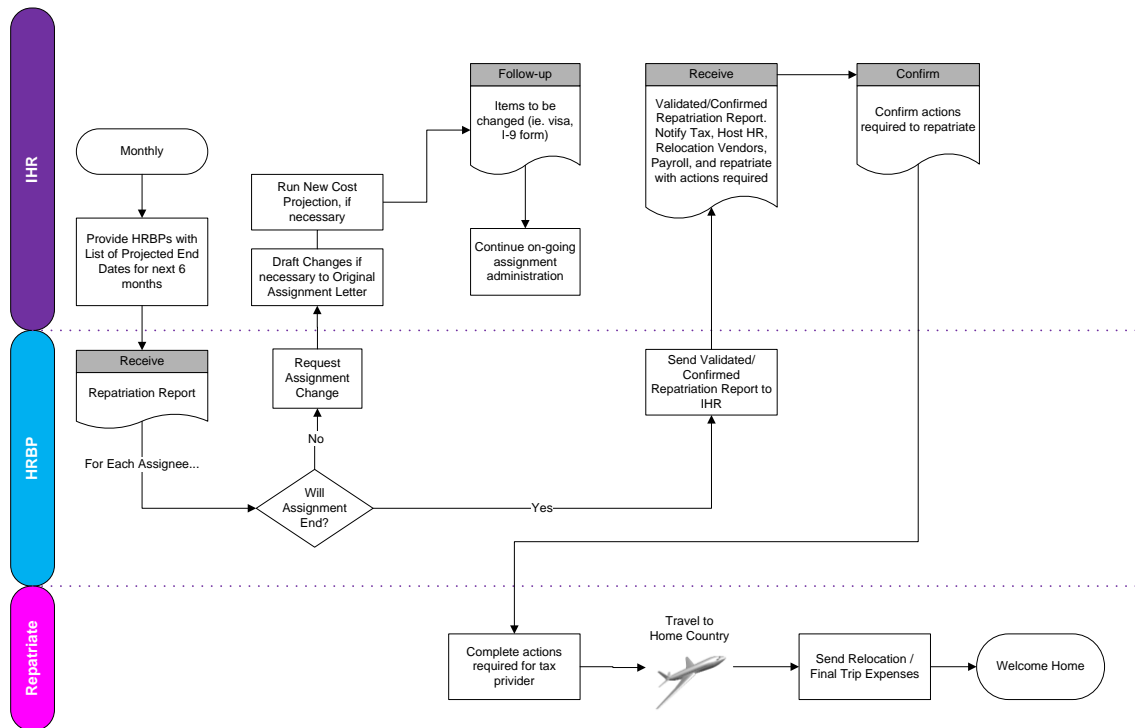 IHR
Monthly
Provide HRBPs with
List of Projected End
Dates for next 6
months
Run New Cost
Projection, if
necessary
Draft Changes if
necessary to Original
Assignment Letter
Follow-up
Items to be
changed (ie. visa,
I-9 form)
Continue on-going
assignment
administration
Receive
Validated/Confirmed
Repatriation Report.
Notify Tax, Host HR,
Relocation Vendors,
Payroll, and repatriate
with actions required
Confirm
Confirm actions
required to repatriate
HRBP
Receive
Repatriation Report
For Each Assignee...
Request
Assignment
Change
No
Will
Assignment
End?
Yes
Send Validated/
Confirmed
Repatriation Report to
IHR
Repatriate
Complete actions
required for tax
provider
Travel to
Home Country
Send Relocation /
Final Trip Expenses
Welcome Home